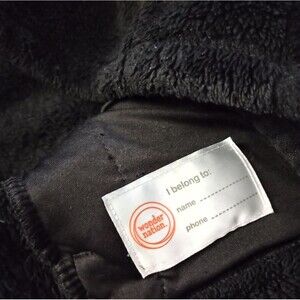 I belong to:
wonder
nation.
name
phone